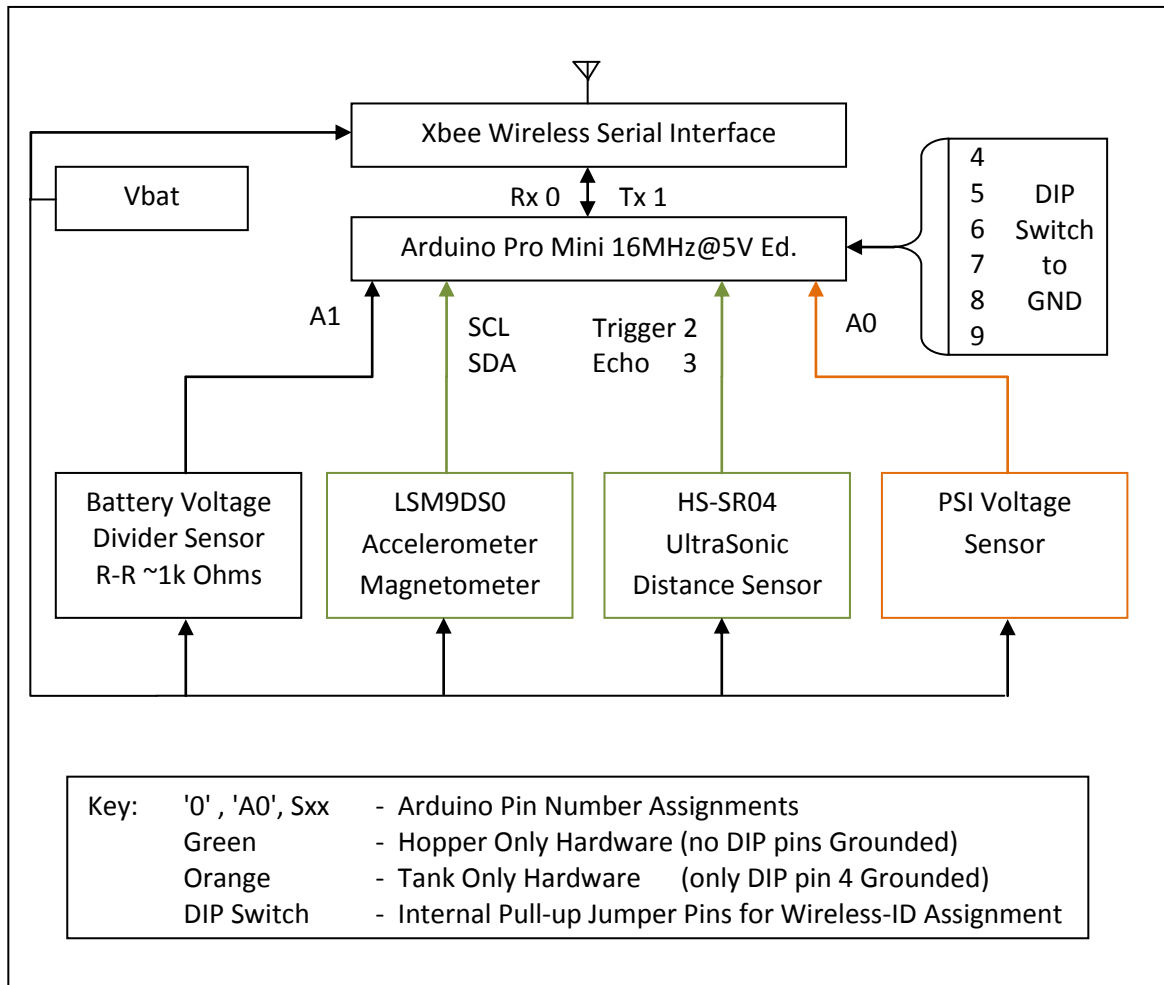 Xbee Wireless Serial Interface
Vbat
Rx 0 Tx 1
Arduino Pro Mini 16MHz@5V Ed.
4
5
6
7
8
9
DIP
Switch
to
GND
A1
SCL
SDA
Trigger 2
Echo 3
A0
Battery Voltage
Divider Sensor
R-R ~1k Ohms
LSM9DS0
Accelerometer
Magnetometer
HS-SR04
UltraSonic
Distance Sensor
PSI Voltage
Sensor
Key: '0' , 'A0', Sxx - Arduino Pin Number Assignments
Green - Hopper Only Hardware (no DIP pins Grounded)
Orange - Tank Only Hardware (only DIP pin 4 Grounded)
DIP Switch - Internal Pull-up Jumper Pins for Wireless-ID Assignment